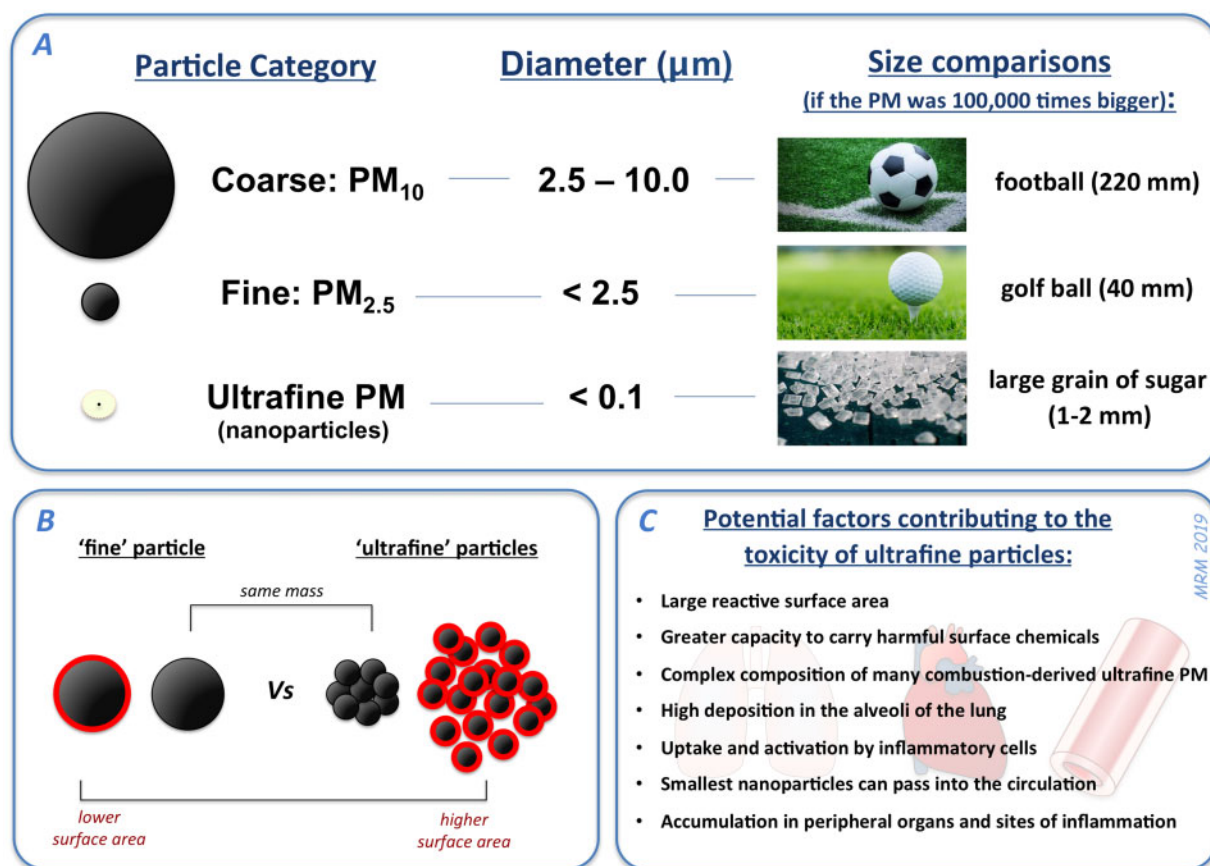 A
Particle Category
Diameter (µm)
Size comparisons
(if the PM was 100,000 times bigger):
Coarse: PM₁₀
2.5 – 10.0
football (220 mm)
Fine: PM₂.₅
< 2.5
golf ball (40 mm)
Ultrafine PM
(nanoparticles)
< 0.1
large grain of sugar
(1-2 mm)
B
‘fine’ particle
‘ultrafine’ particles
same mass
Vs
lower
surface area
higher
surface area
C
Potential factors contributing to the
toxicity of ultrafine particles:
• Large reactive surface area
• Greater capacity to carry harmful surface chemicals
• Complex composition of many combustion-derived ultrafine PM
• High deposition in the alveoli of the lung
• Uptake and activation by inflammatory cells
• Smallest nanoparticles can pass into the circulation
• Accumulation in peripheral organs and sites of inflammation
MRM 2019